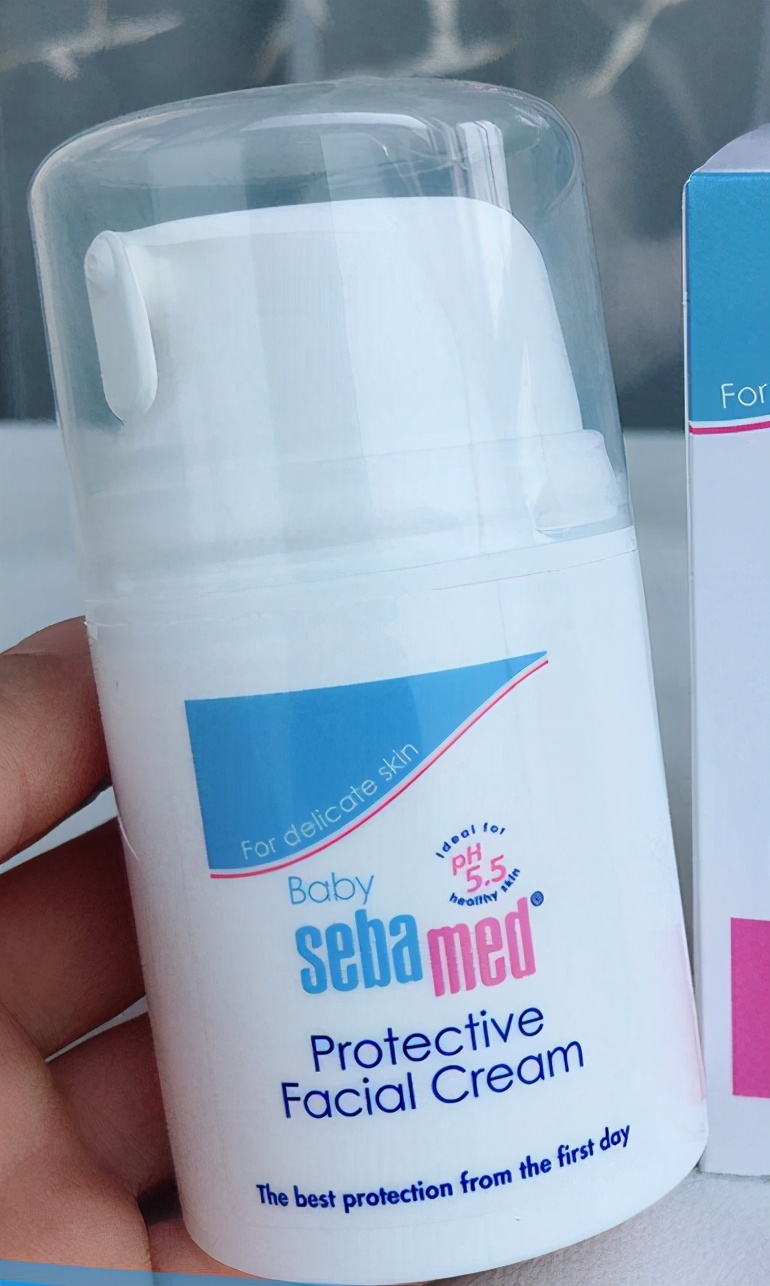 For delicate skin
Baby
ideal for
pH
5.5
healthy skin
sebamed®
Protective
Facial Cream
The best protection from the first day
For